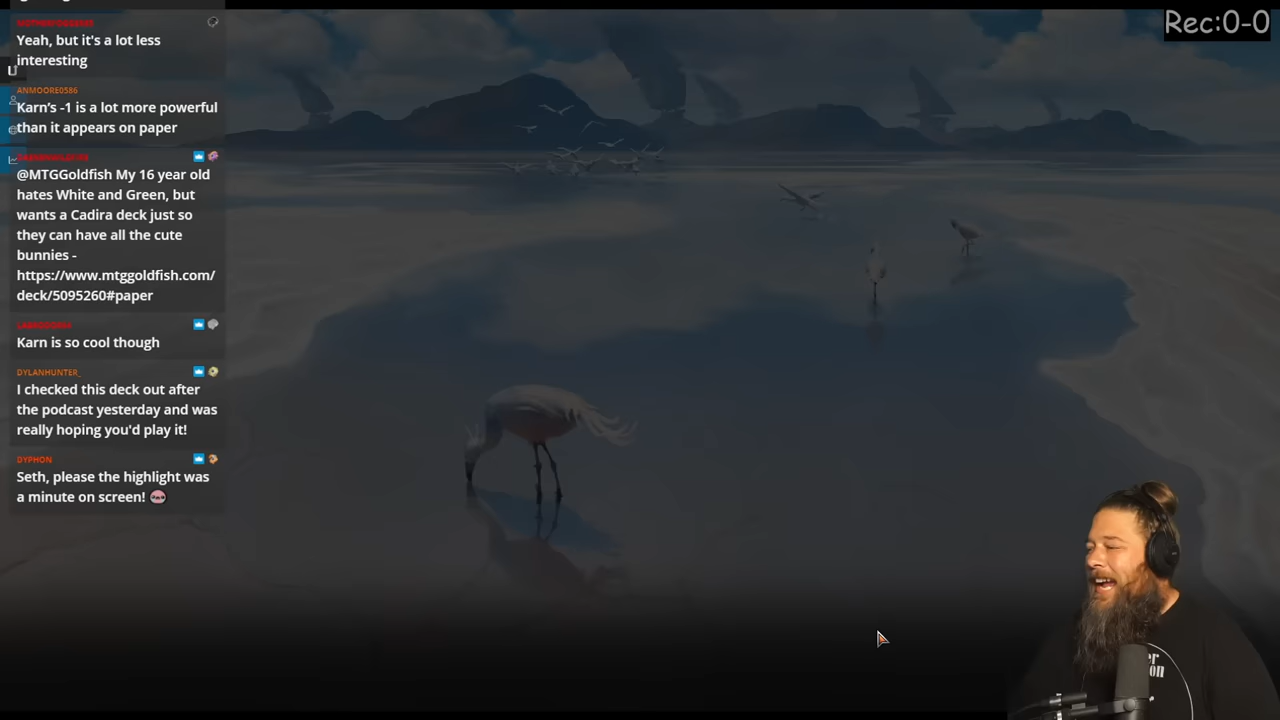 Rec:0-0
Yeah, but it's a lot less
interesting
ANMOORE0586
Karn's -1 is a lot more powerful
than it appears on paper
@MTGGoldfish My 16 year old
hates White and Green, but
wants a Cadira deck just so
they can have all the cute
bunnies -
https://www.mtggoldfish.com/
deck/5095260#paper
Karn is so cool though
DYLANHUNTER_
I checked this deck out after
the podcast yesterday and was
really hoping you'd play it!
DYPHON
Seth, please the highlight was
a minute on screen!